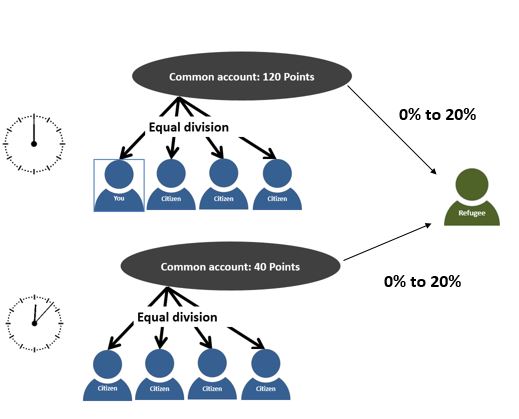 Common account: 120 Points
0% to 20%
Equal division
You
Citizen
Citizen
Citizen
Refugee
Common account: 40 Points
0% to 20%
Equal division
Citizen
Citizen
Citizen
Citizen